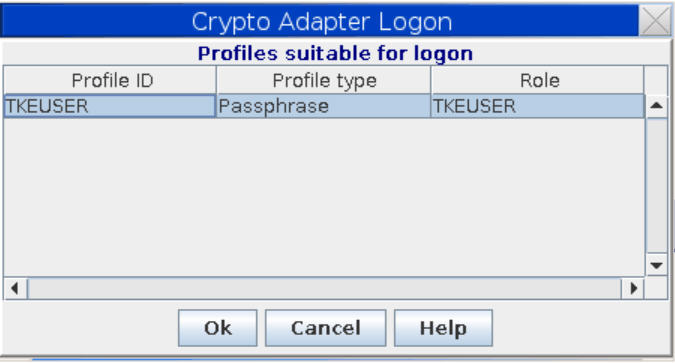 Crypto Adapter Logon
Profiles suitable for logon
Profile ID Profile type Role
TKEUSER Passphrase TKEUSER
Ok Cancel Help